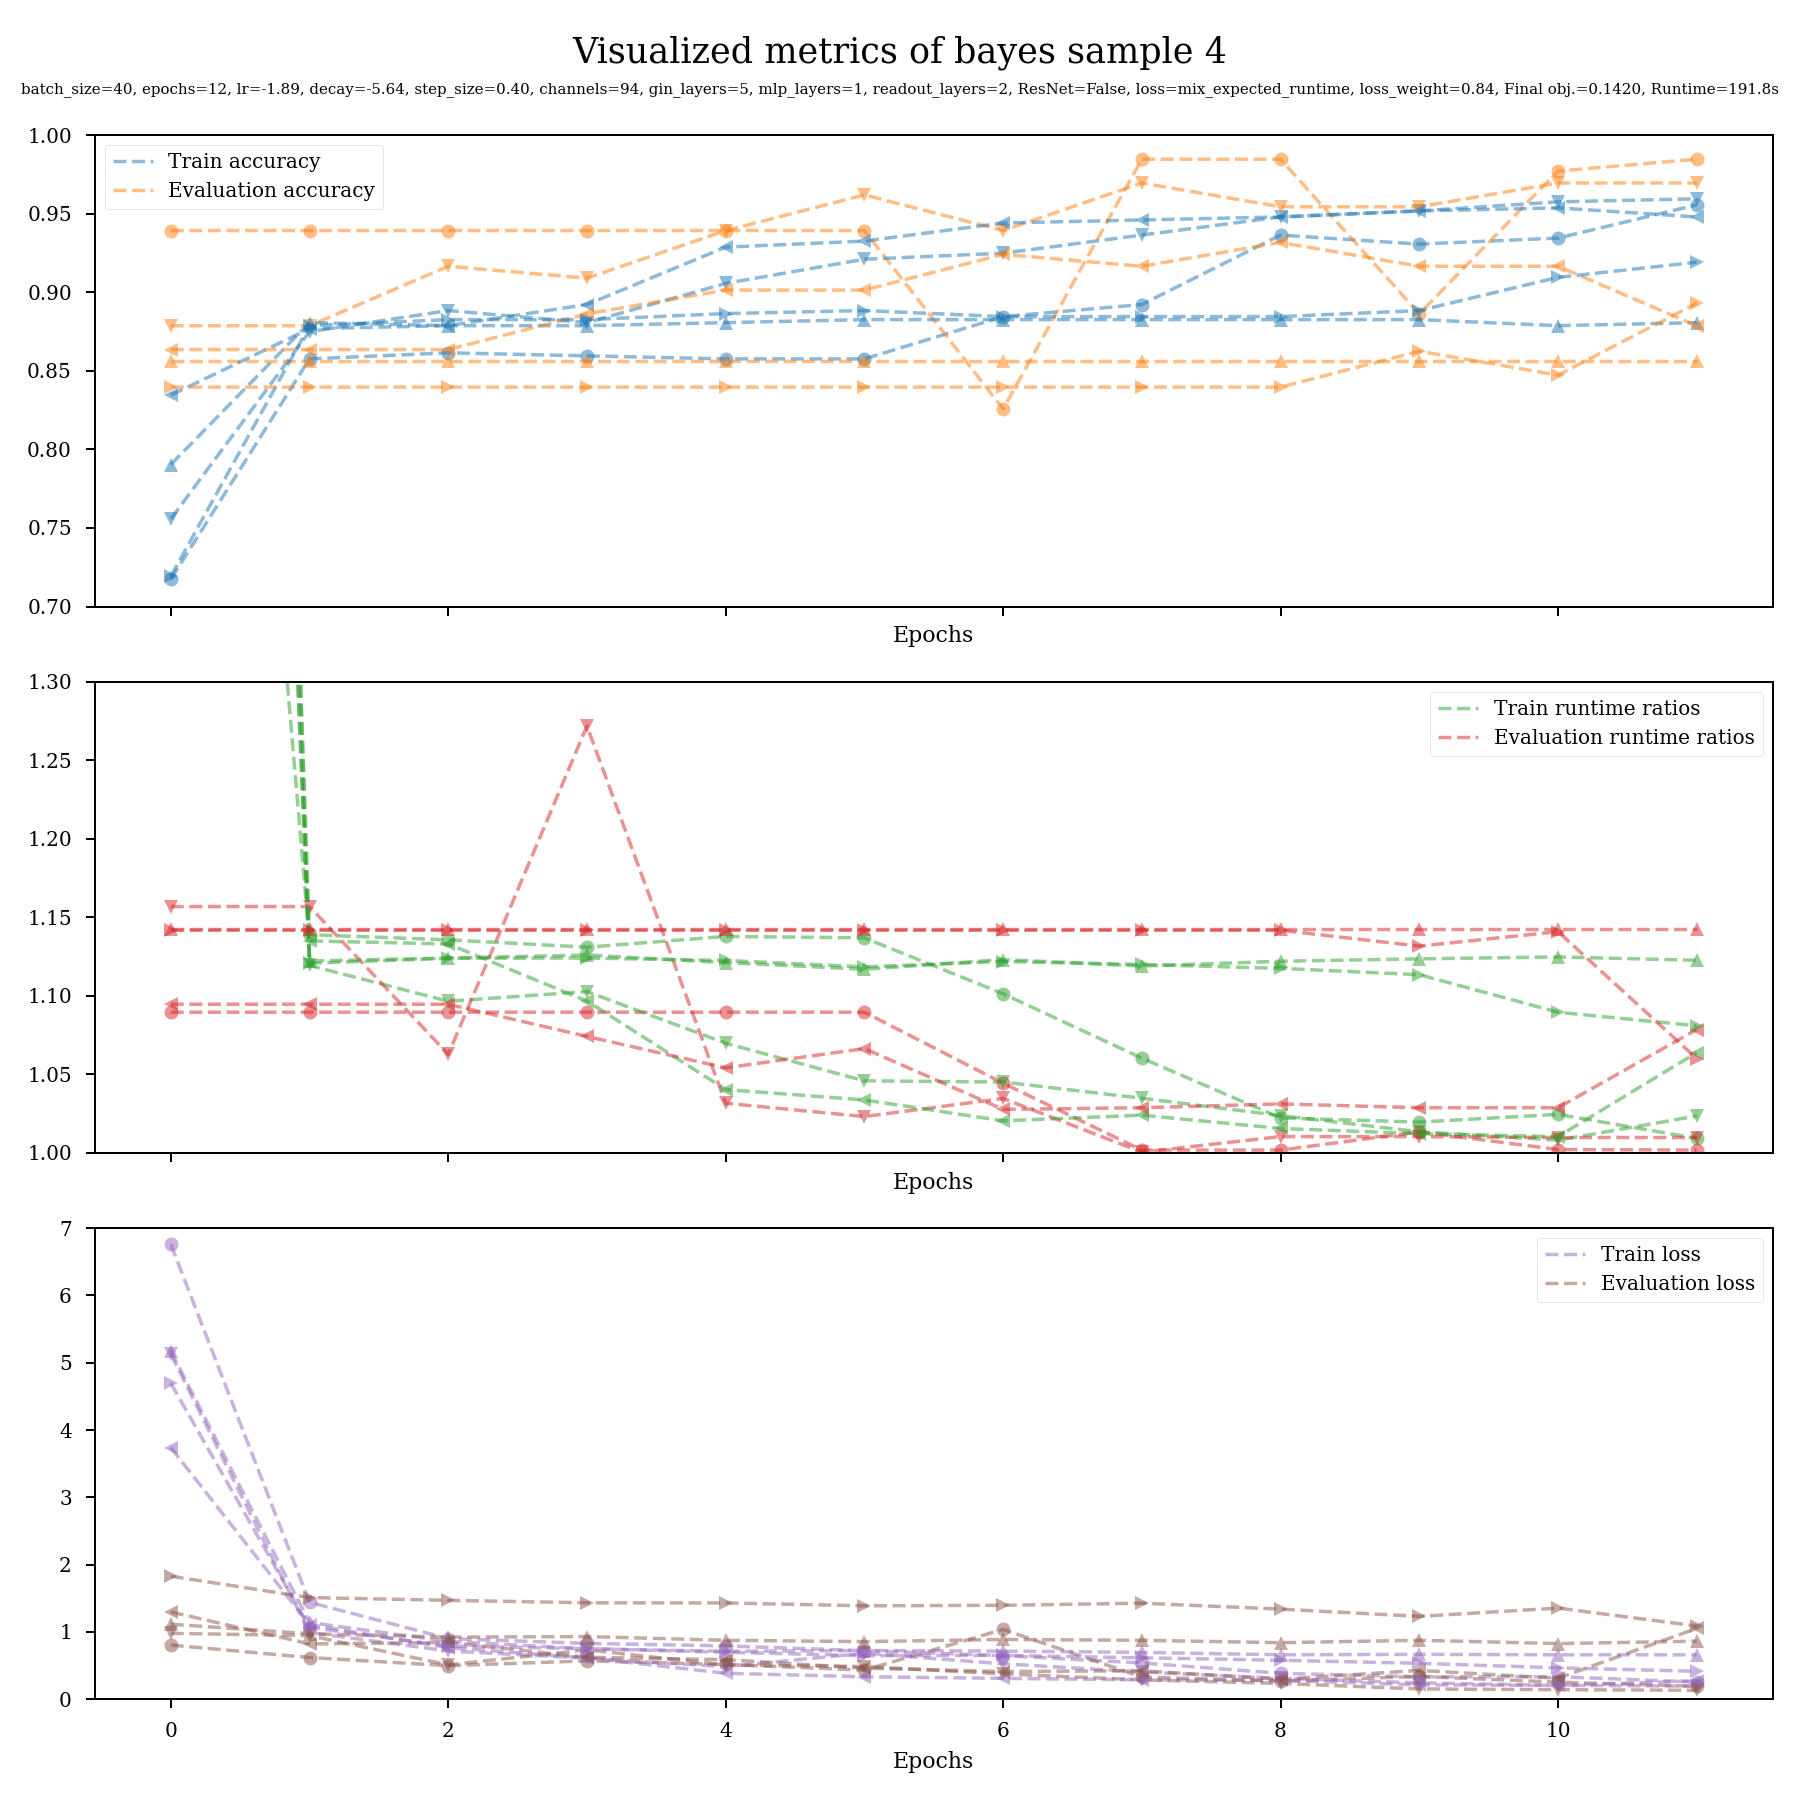 Visualized metrics of bayes sample 4
batch_size=40, epochs=12, lr=-1.89, decay=-5.64, step_size=0.40, channels=94, gin_layers=5, mlp_layers=1, readout_layers=2, ResNet=False, loss=mix_expected_runtime, loss_weight=0.84, Final obj.=0.1420, Runtime=191.8s
1.00
Train accuracy
Evaluation accuracy
0.95
0.90
0.85
0.80
0.75
0.70
Epochs
1.30
Train runtime ratios
Evaluation runtime ratios
1.25
1.20
1.15
1.10
1.05
1.00
Epochs
7
Train loss
Evaluation loss
6
5
4
3
2
1
0
0 2 4 6 8 10
Epochs